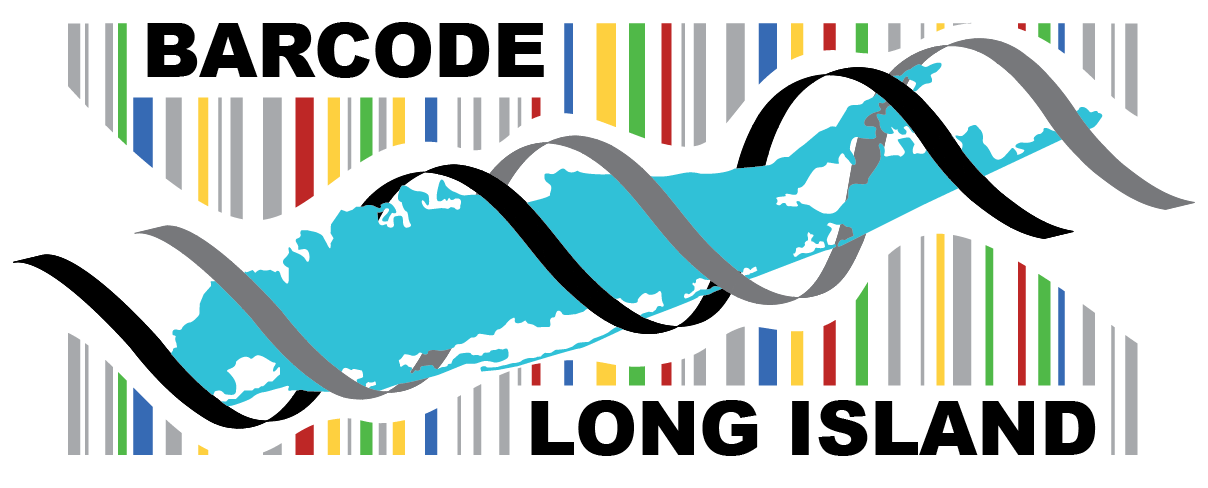 BARCODE
LONG ISLAND